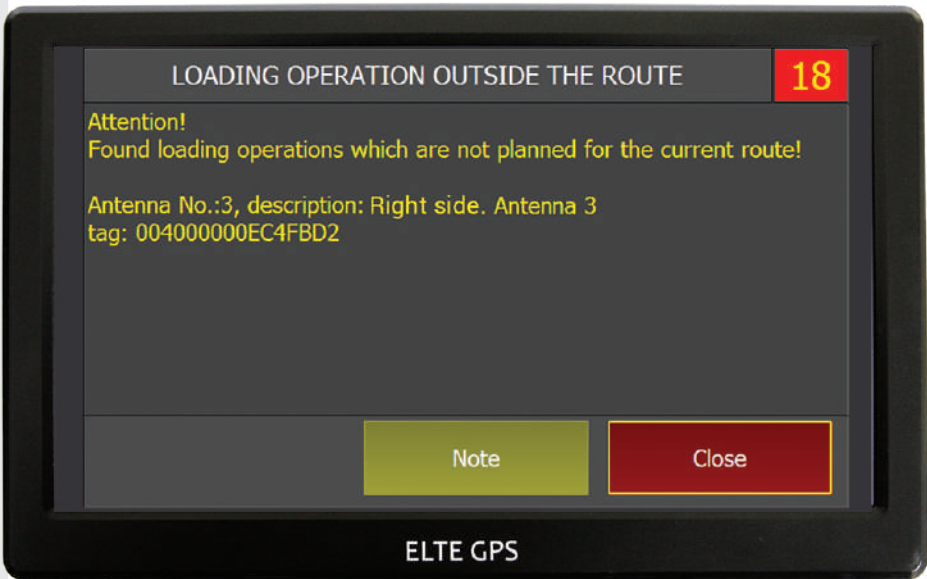 LOADING OPERATION OUTSIDE THE ROUTE
18
Attention!
Found loading operations which are not planned for the current route!
Antenna No.:3, description: Right side. Antenna 3
tag: 004000000EC4FBD2
Note
Close
ELTE GPS